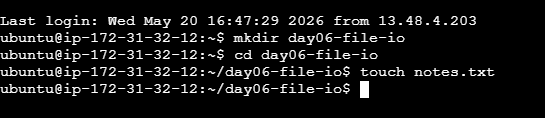 Last login: Wed May 20 16:47:29 2026 from 13.48.4.203
ubuntu@ip-172-31-32-12:~$ mkdir day06-file-io
ubuntu@ip-172-31-32-12:~$ cd day06-file-io
ubuntu@ip-172-31-32-12:~/day06-file-io$ touch notes.txt
ubuntu@ip-172-31-32-12:~/day06-file-io$